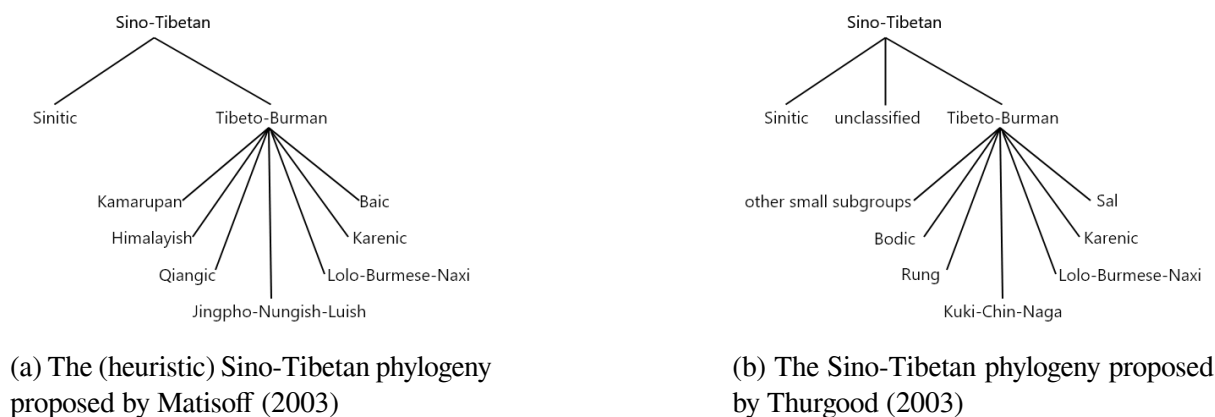 Sino-Tibetan
Sinitic
Tibeto-Burman
Kamarupan
Baic
Himalayish
Karenic
Qiangic
Lolo-Burmese-Naxi
Jingpho-Nungish-Luish
(a) The (heuristic) Sino-Tibetan phylogeny
proposed by Matisoff (2003)
Sino-Tibetan
Sinitic
unclassified
Tibeto-Burman
other small subgroups
Sal
Bodic
Karenic
Rung
Lolo-Burmese-Naxi
Kuki-Chin-Naga
(b) The Sino-Tibetan phylogeny proposed
by Thurgood (2003)